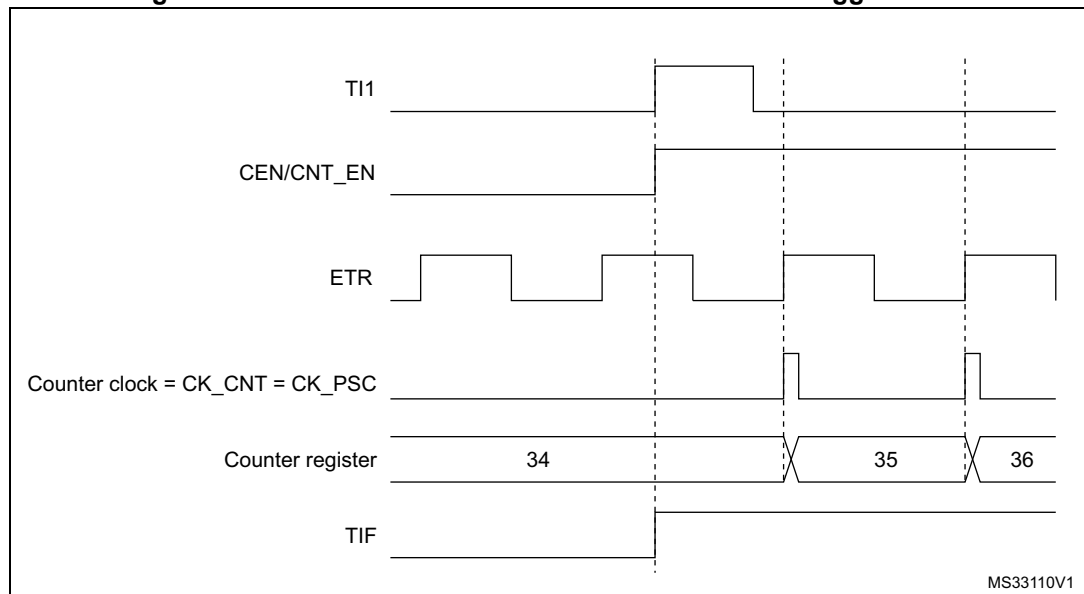 TI1
CEN/CNT_EN
ETR
Counter clock = CK_CNT = CK_PSC
Counter register 34 35 36
TIF
MS33110V1